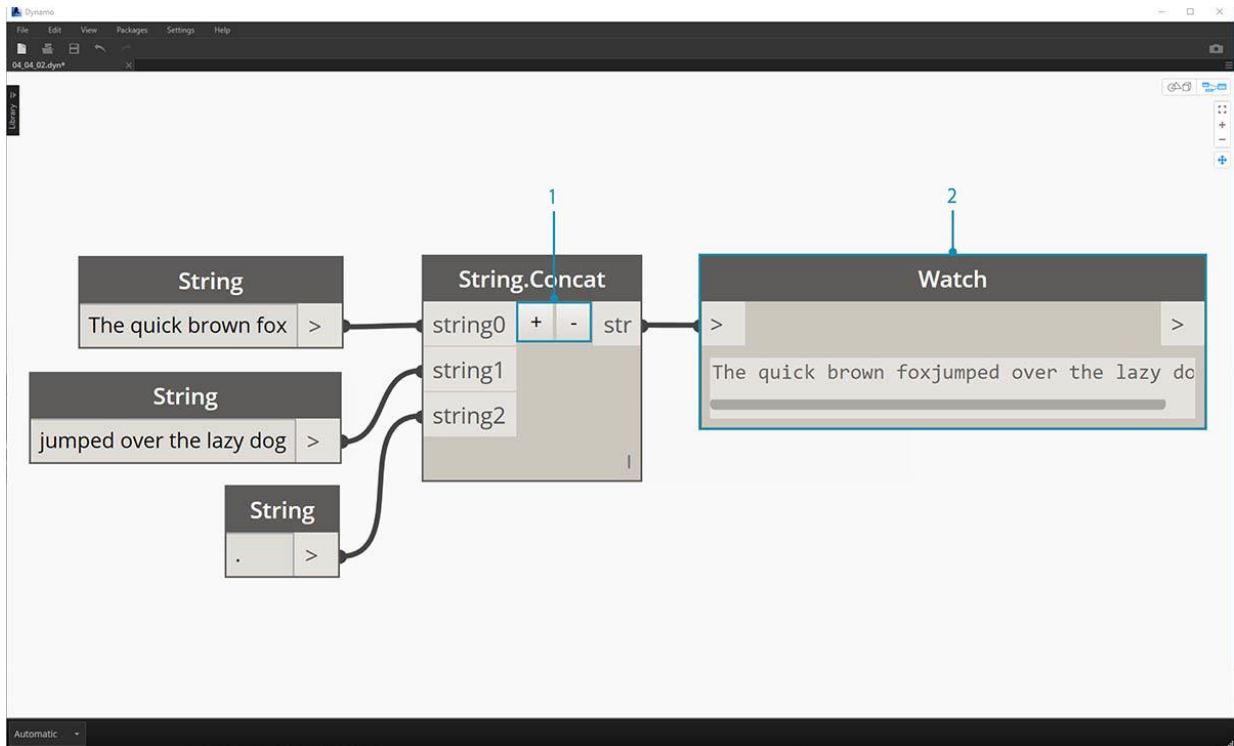 Dynamo
File Edit View Packages Settings Help
04_04_02.dyn*
Library
1
2
String
The quick brown fox >
String
jumped over the lazy dog >
String
. >
String.Concat
string0 + - str
string1
string2
|
Watch
> >
The quick brown foxjumped over the lazy do
Automatic